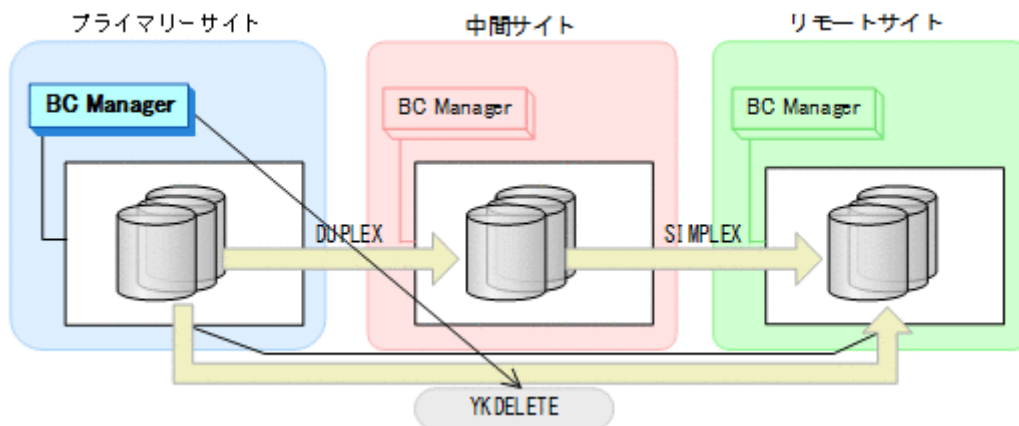 プライマリーサイト
中間サイト
リモートサイト
BC Manager
BC Manager
BC Manager
DUPLEX
SIMPLEX
YKDELETE